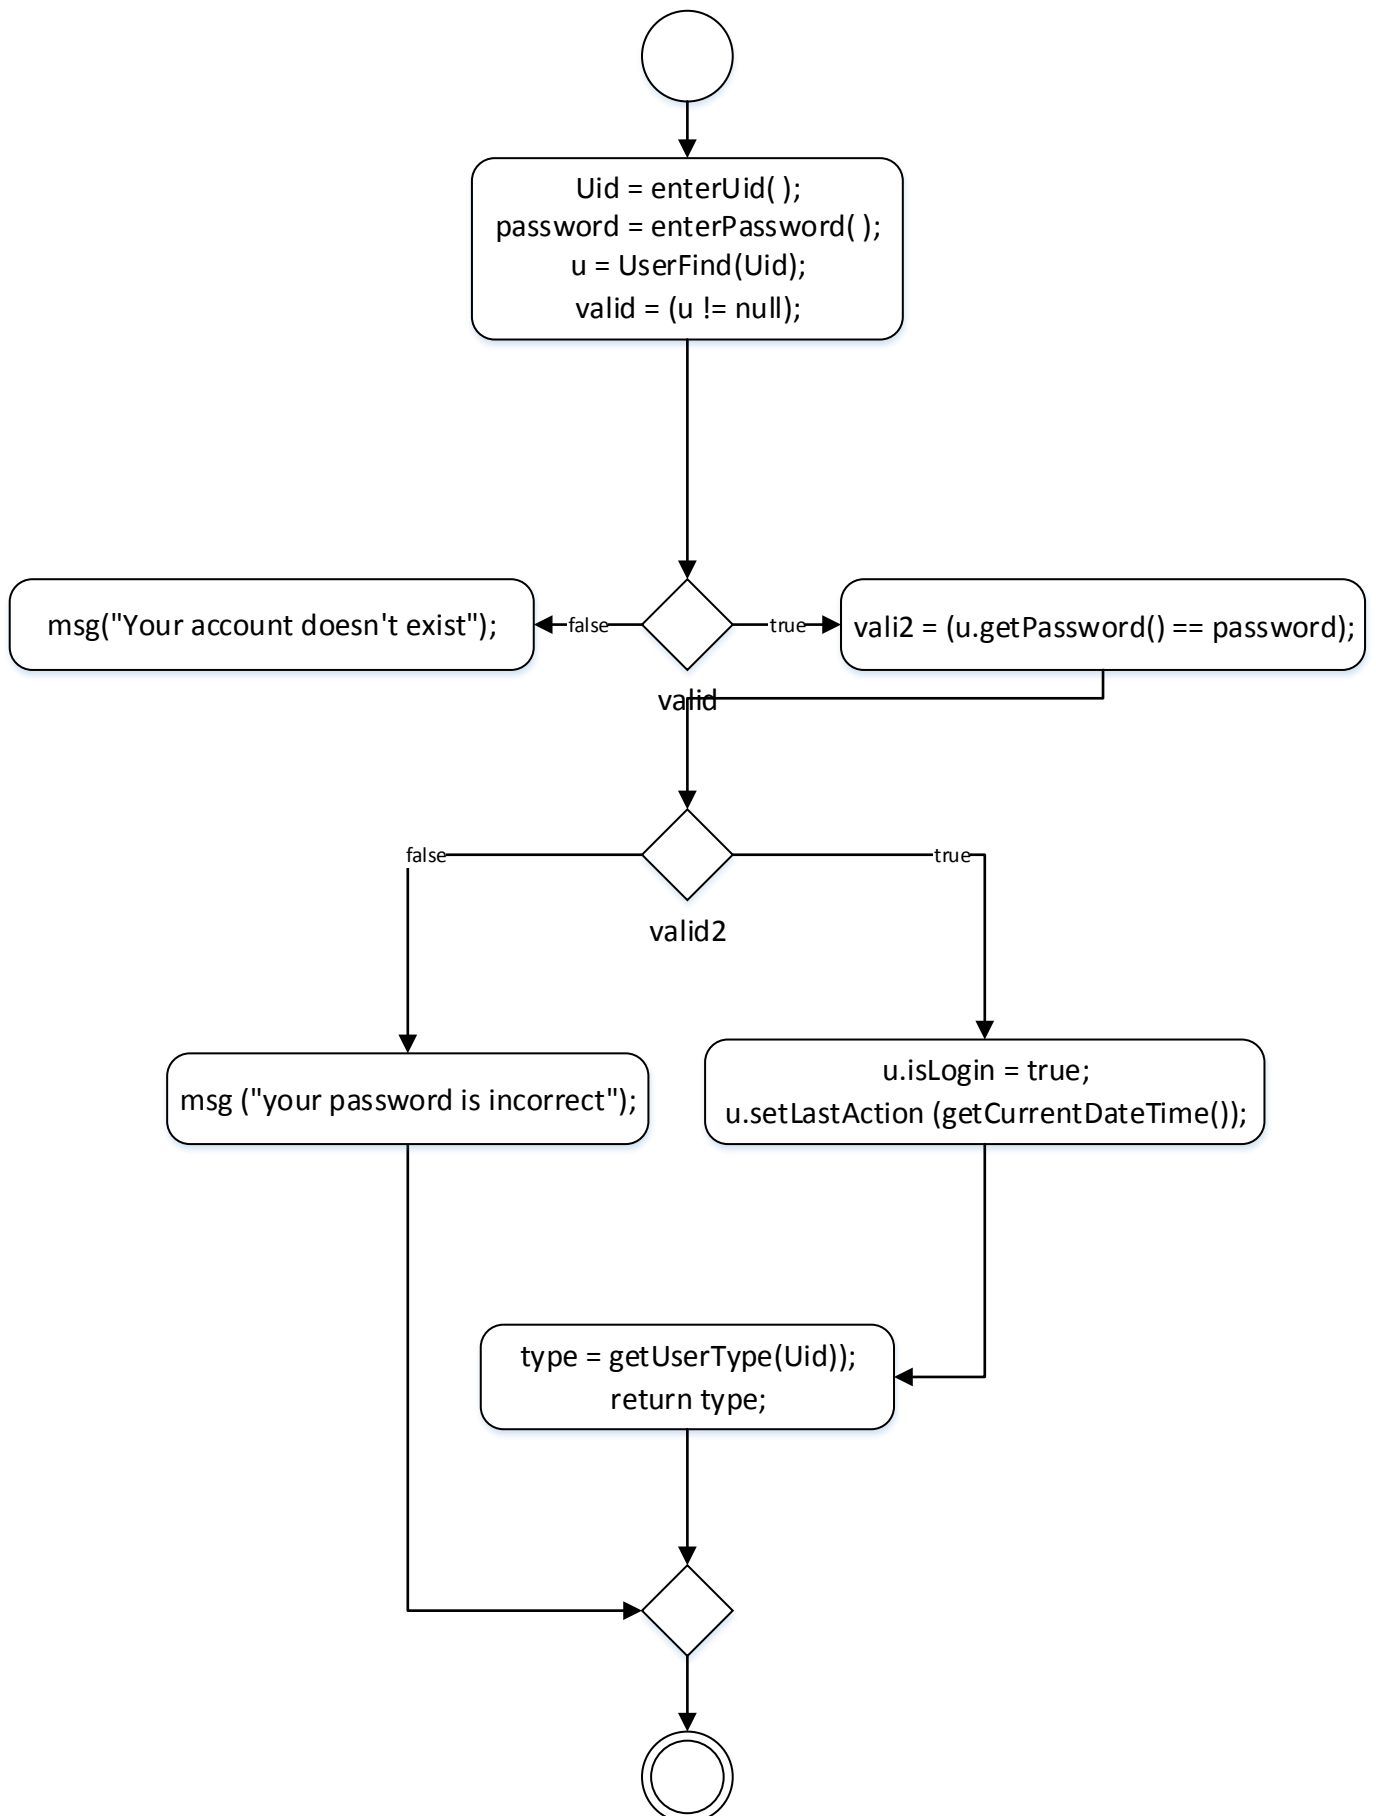 Uid = enterUid( );
password = enterPassword( );
u = UserFind(Uid);
valid = (u != null);
msg("Your account doesn't exist");
false
true
vali2 = (u.getPassword() == password);
valid
false
true
valid2
msg ("your password is incorrect");
u.isLogin = true;
u.setLastAction (getCurrentDateTime());
type = getUserType(Uid));
return type;